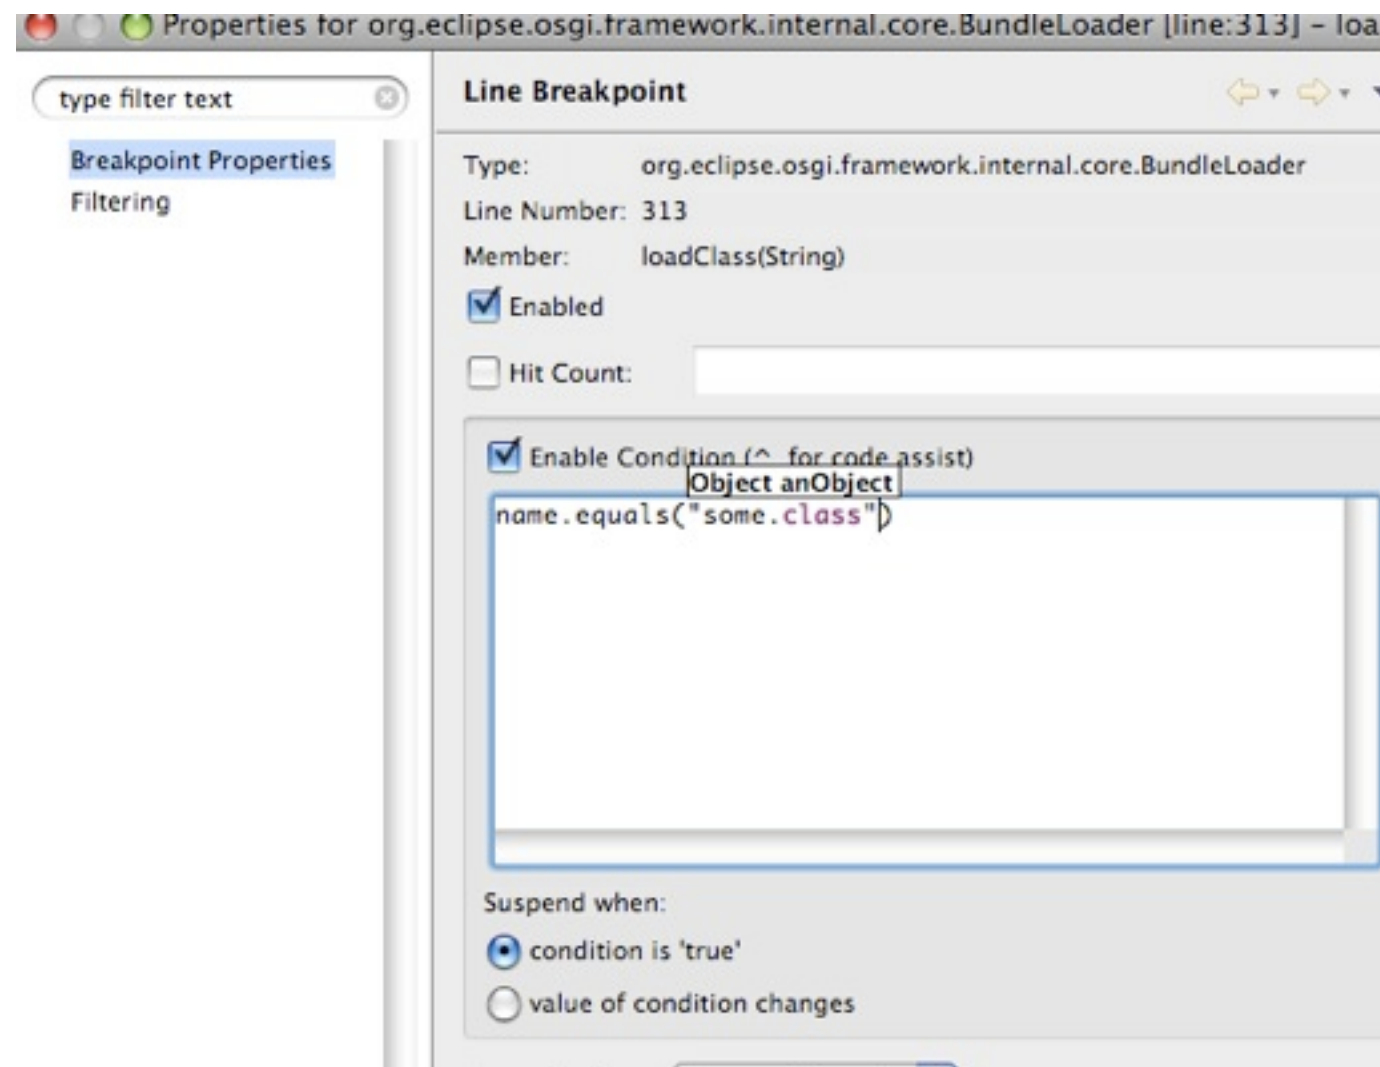 Properties for org.eclipse.osgi.framework.internal.core.BundleLoader [line:313] – loa
type filter text
Breakpoint Properties
Filtering
Line Breakpoint
Type: org.eclipse.osgi.framework.internal.core.BundleLoader
Line Number: 313
Member: loadClass(String)
Enabled
Hit Count:
Enable Condition (^ for code assist)
Object anObject
name.equals("some.class")
Suspend when:
condition is 'true'
value of condition changes